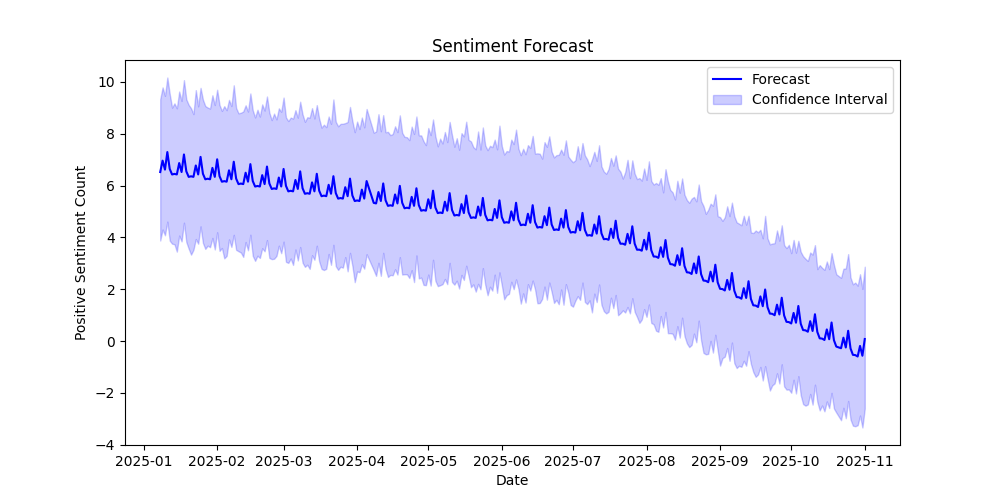 Sentiment Forecast
Forecast
Confidence Interval
Positive Sentiment Count
10
8
6
4
2
0
−2
−4
2025-01 2025-02 2025-03 2025-04 2025-05 2025-06 2025-07 2025-08 2025-09 2025-10 2025-11
Date